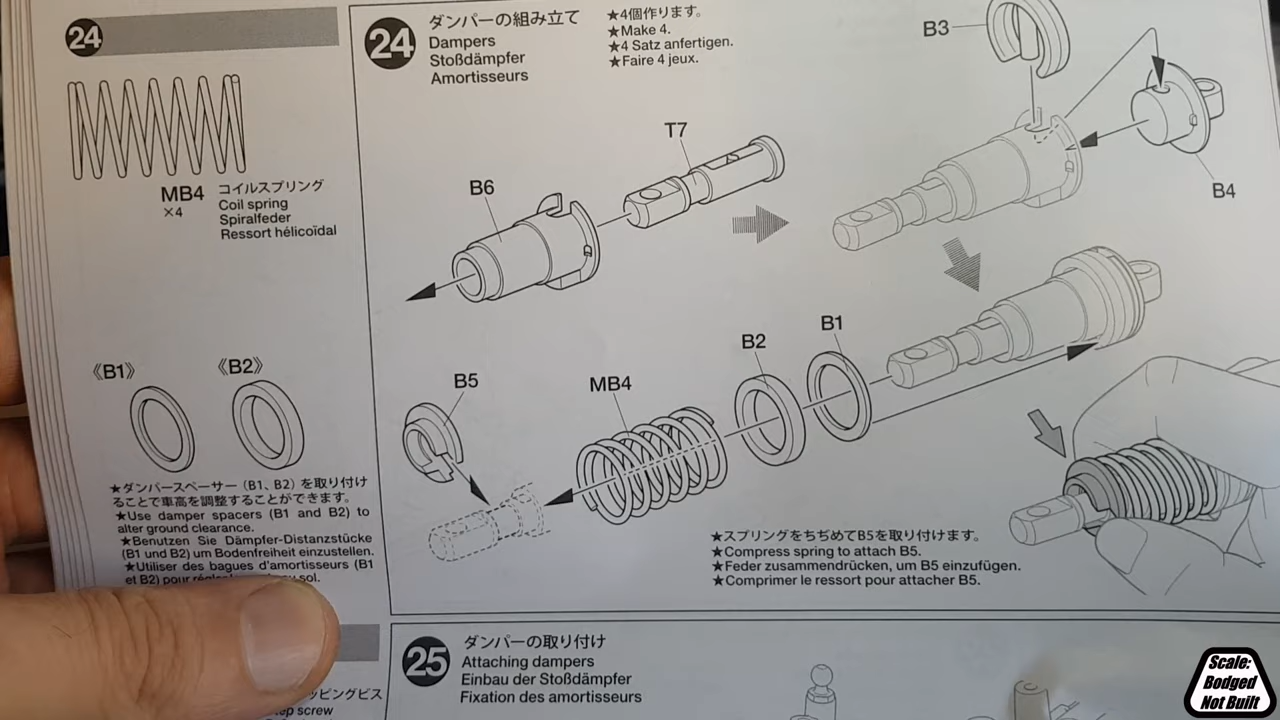 24
MB4
×4
コイルスプリング
Coil spring
Spiralfeder
Ressort hélicoïdal
《B1》
《B2》
★ダンパースペーサー（B1、B2）を取り付け
ることで車高を調整することができます。
★Use damper spacers (B1 and B2) to
alter ground clearance.
★Benutzen Sie Dämpfer-Distanzstücke
(B1 und B2) um Bodenfreiheit einzustellen.
★Utiliser des bagues d'amortisseurs (B1
et B2) pour sol.
ッピングビス
screw
24
ダンパーの組み立て
Dampers
Stoßdämpfer
Amortisseurs
★4個作ります。
★Make 4.
★4 Satz anfertigen.
★Faire 4 jeux.
B3
T7
B6
B4
B1
B2
B5
MB4
★スプリングをちぢめてB5を取り付けます。
★Compress spring to attach B5.
★Feder zusammendrücken, um B5 einzufügen.
★Comprimer le ressort pour attacher B5.
25
ダンパーの取り付け
Attaching dampers
Einbau der Stoßdämpfer
Fixation des amortisseurs
Scale:
Bodged
Not Built